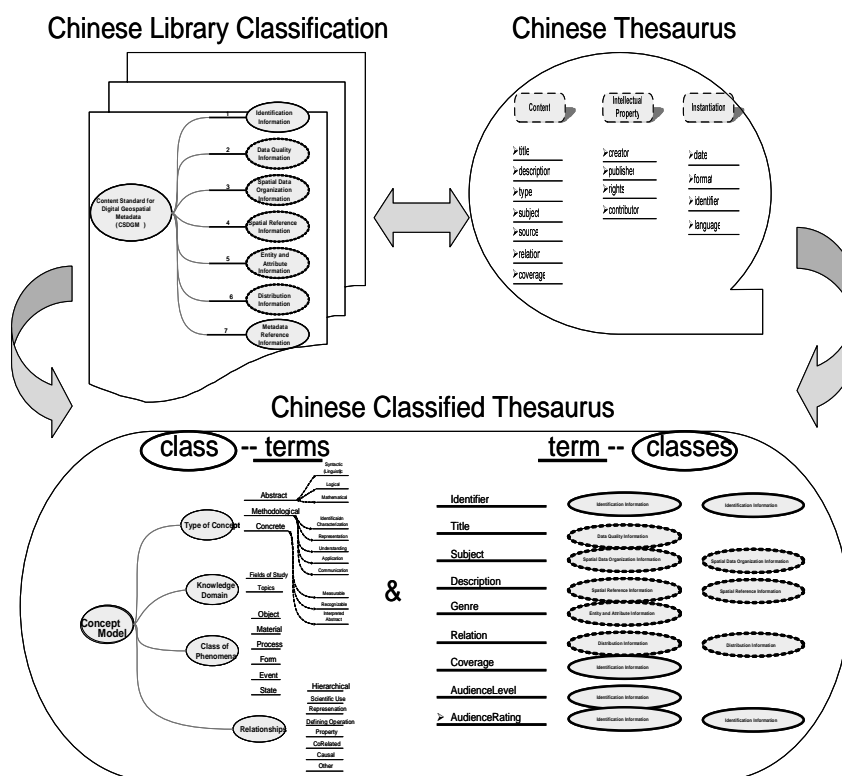 Chinese Library Classification
Chinese Thesaurus
Content Standard for
Digital Geospatial
Metadata
(CSDGM )
1
Identification
Information
2
Data Quality
Information
3
Spatial Data
Organization
Information
4
Spatial Reference
Information
5
Entity and
Attribute
Information
6
Distribution
Information
7
Metadata
Reference
Information
Content
Intellectual
Property
Instantiation
➢title
➢description
➢type
➢subject
➢source
➢relation
➢coverage
➢creator
➢publisher
➢rights
➢contributor
➢date
➢format
➢identifier
➢language
Chinese Classified Thesaurus
class -- terms
term -- classes
Concept
Model
Type of Concept
Abstract
Methodological
Concrete
Syntactic
(Linguistic
Logical
Mathematical
Identificaidn
Characterization
Representation
Understanding
Application
Communication
Measurable
Recognizable
Interpreted
Abstract
Knowledge
Domain
Fields of Study
Topics
Class of
Phenomena
Object
Material
Process
Form
Event
State
Relationships
Hierarchical
Scientific Use
Represenation
Defining Operation
Property
CoRelated
Causal
Other
&
Identifier
Identification Information
Identification Information
Title
Data Quality Information
Subject
Spatial Data Organization Information
Spatial Data Organization Information
Description
Spatial Reference Information
Spatial Reference Information
Genre
Entity and Attribute Information
Relation
Distribution Information
Distribution Information
Coverage
Identification Information
AudienceLevel
Identification Information
➢ AudienceRating
Identification Information
Identification Information